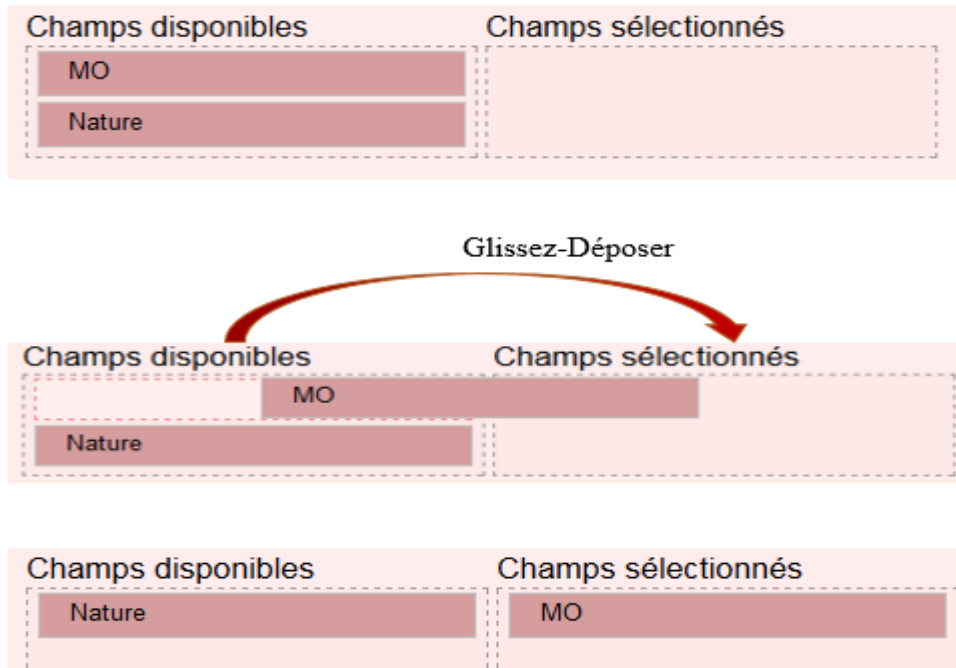 Champs disponibles Champs sélectionnés
MO
Nature
Glissez-Déposer
Champs disponibles Champs sélectionnés
MO
Nature
Champs disponibles Champs sélectionnés
Nature MO